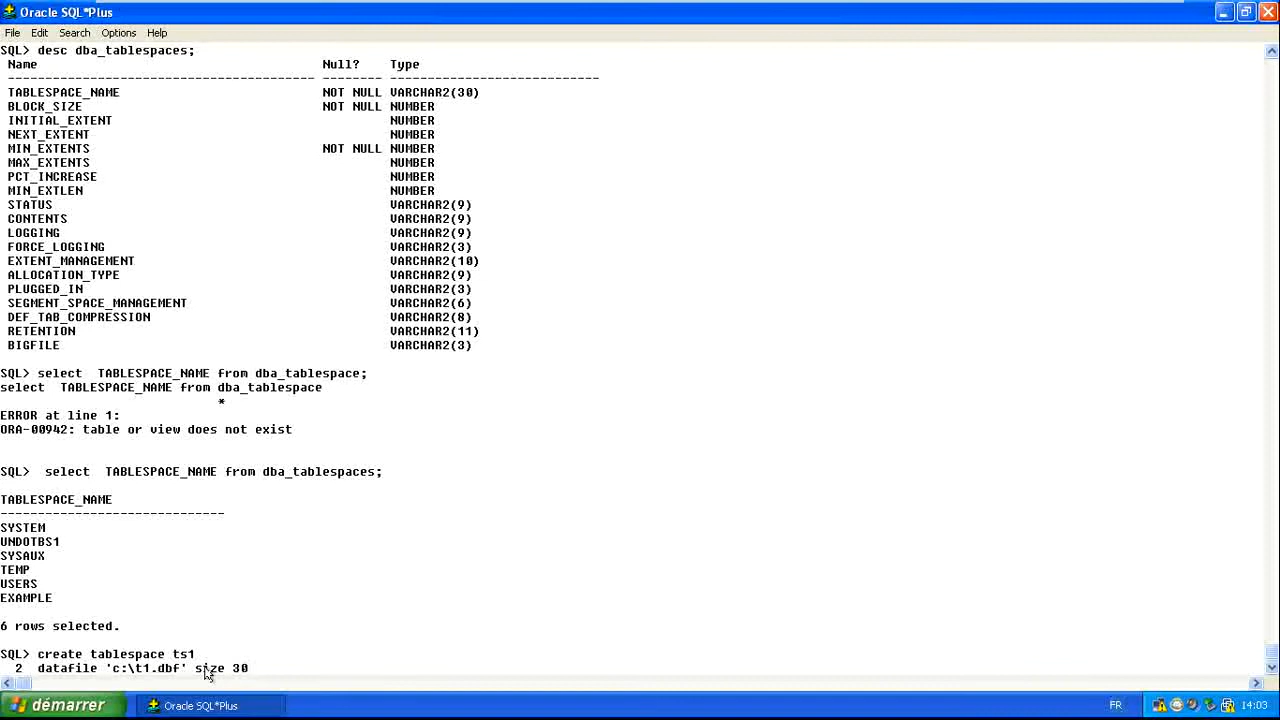 Oracle SQL*Plus
File Edit Search Options Help
SQL> desc dba_tablespaces;
Name Null? Type
----------------------------------------- -------- ----------------------------
TABLESPACE_NAME NOT NULL VARCHAR2(30)
BLOCK_SIZE NOT NULL NUMBER
INITIAL_EXTENT NUMBER
NEXT_EXTENT NUMBER
MIN_EXTENTS NOT NULL NUMBER
MAX_EXTENTS NUMBER
PCT_INCREASE NUMBER
MIN_EXTLEN NUMBER
STATUS VARCHAR2(9)
CONTENTS VARCHAR2(9)
LOGGING VARCHAR2(9)
FORCE_LOGGING VARCHAR2(3)
EXTENT_MANAGEMENT VARCHAR2(10)
ALLOCATION_TYPE VARCHAR2(9)
PLUGGED_IN VARCHAR2(3)
SEGMENT_SPACE_MANAGEMENT VARCHAR2(6)
DEF_TAB_COMPRESSION VARCHAR2(8)
RETENTION VARCHAR2(11)
BIGFILE VARCHAR2(3)
SQL> select  TABLESPACE_NAME from dba_tablespace;
select  TABLESPACE_NAME from dba_tablespace
*
ERROR at line 1:
ORA-00942: table or view does not exist
SQL>  select  TABLESPACE_NAME from dba_tablespaces;
TABLESPACE_NAME
------------------------------
SYSTEM
UNDOTBS1
SYSAUX
TEMP
USERS
EXAMPLE
6 rows selected.
SQL> create tablespace ts1
2  datafile 'c:\t1.dbf' size 30
démarrer Oracle SQL*Plus FR 14:03